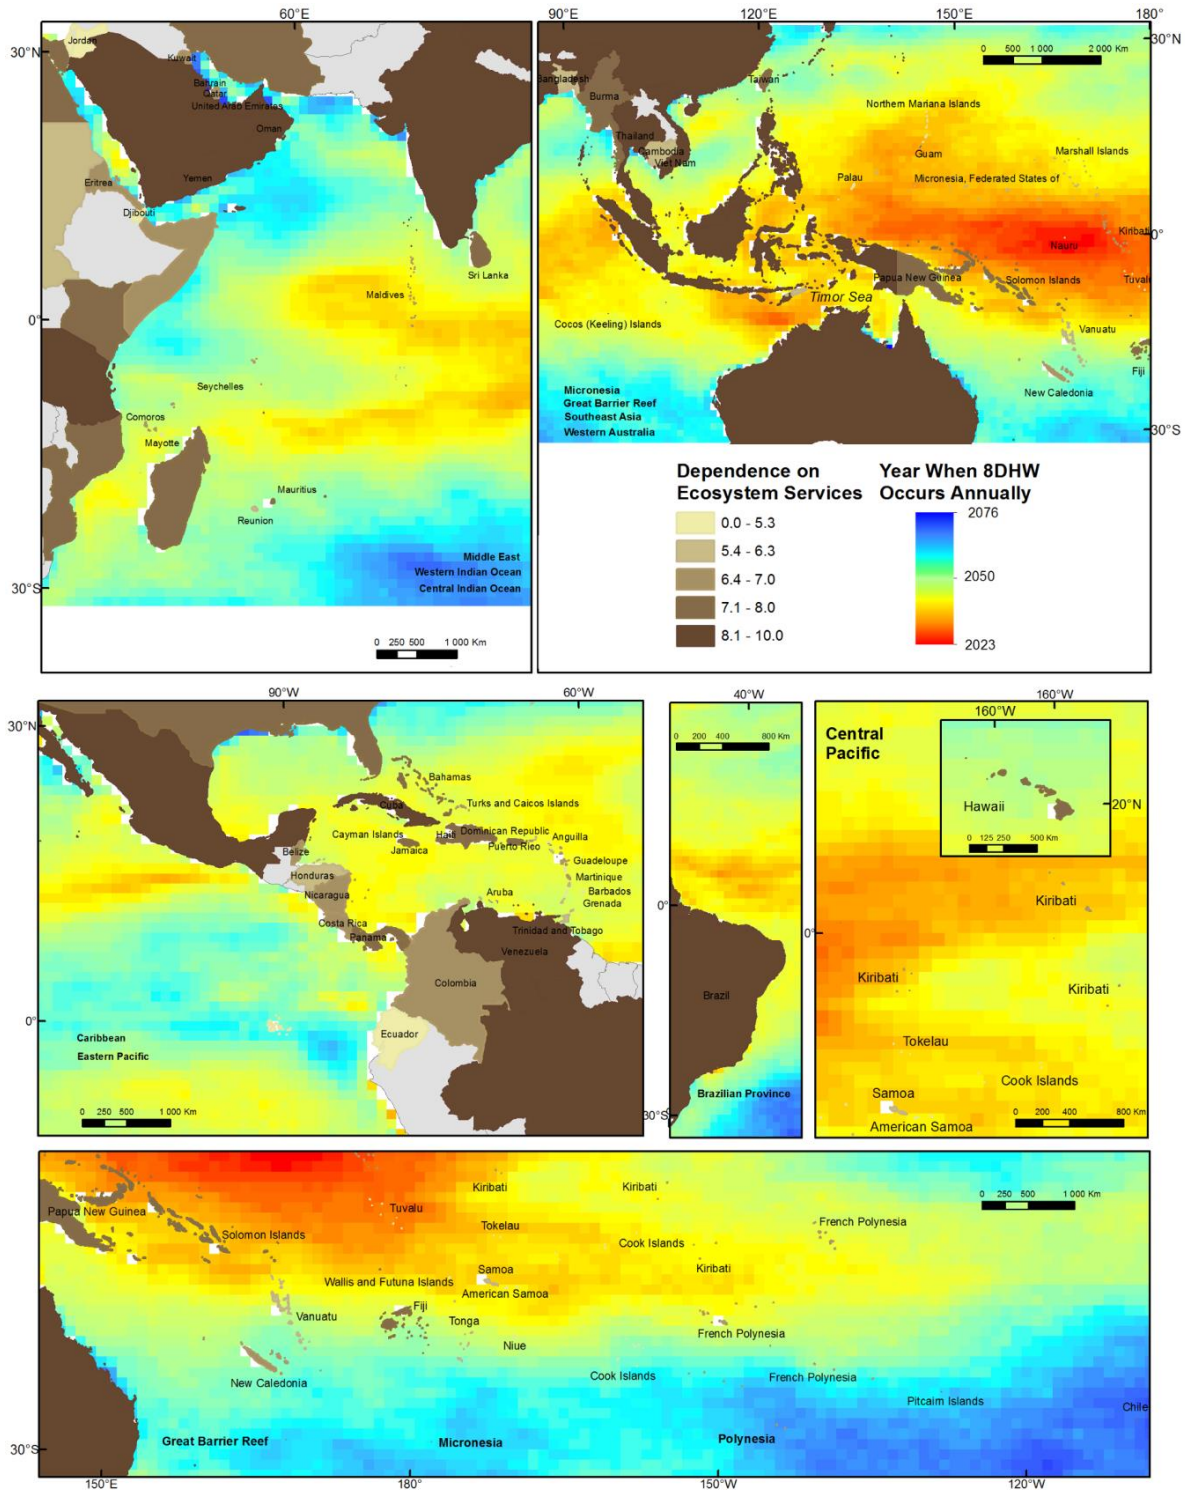 60°E
30°N
0°
30°S
Jordan
Kuwait
Bahrain
Qatar
United Arab Emirates
Oman
Yemen
Eritrea
Djibouti
Sri Lanka
Maldives
Seychelles
Comoros
Mayotte
Mauritius
Reunion
Middle East
Western Indian Ocean
Central Indian Ocean
0 250 500 1 000 Km
90°E 120°E 150°E 180°
30°N
0°
30°S
0 500 1 000 2 000 Km
Bangladesh
Burma
Taiwan
Thailand
Cambodia
Viet Nam
Northern Mariana Islands
Guam
Marshall Islands
Palau
Micronesia, Federated States of
Kiribati
Nauru
Papua New Guinea
Solomon Islands
Tuvalu
Timor Sea
Cocos (Keeling) Islands
Vanuatu
Fiji
New Caledonia
Micronesia
Great Barrier Reef
Southeast Asia
Western Australia
Dependence on
Ecosystem Services
0.0 - 5.3
5.4 - 6.3
6.4 - 7.0
7.1 - 8.0
8.1 - 10.0
Year When 8DHW
Occurs Annually
2076
2050
2023
90°W 60°W
30°N
0°
Bahamas
Cuba
Turks and Caicos Islands
Cayman Islands
Haiti
Dominican Republic
Anguilla
Jamaica
Puerto Rico
Belize
Guadeloupe
Honduras
Martinique
Nicaragua
Aruba
Barbados
Grenada
Costa Rica
Panama
Trinidad and Tobago
Venezuela
Colombia
Ecuador
Caribbean
Eastern Pacific
0 250 500 1 000 Km
40°W
0 200 400 800 Km
0°
Brazil
Brazilian Province
30°S
160°W
Central
Pacific
160°W
Hawaii
20°N
0 125 250 500 Km
Kiribati
0°
Kiribati
Kiribati
Tokelau
Cook Islands
Samoa
American Samoa
0 200 400 800 Km
Papua New Guinea
Solomon Islands
Tuvalu
Kiribati
Kiribati
Tokelau
French Polynesia
Cook Islands
Samoa
Kiribati
Wallis and Futuna Islands
American Samoa
Fiji
Vanuatu
Tonga
French Polynesia
Niue
New Caledonia
Cook Islands
French Polynesia
Pitcairn Islands
Chile
Great Barrier Reef
Micronesia
Polynesia
0 250 500 1 000 Km
30°S
150°E 180° 150°W 120°W